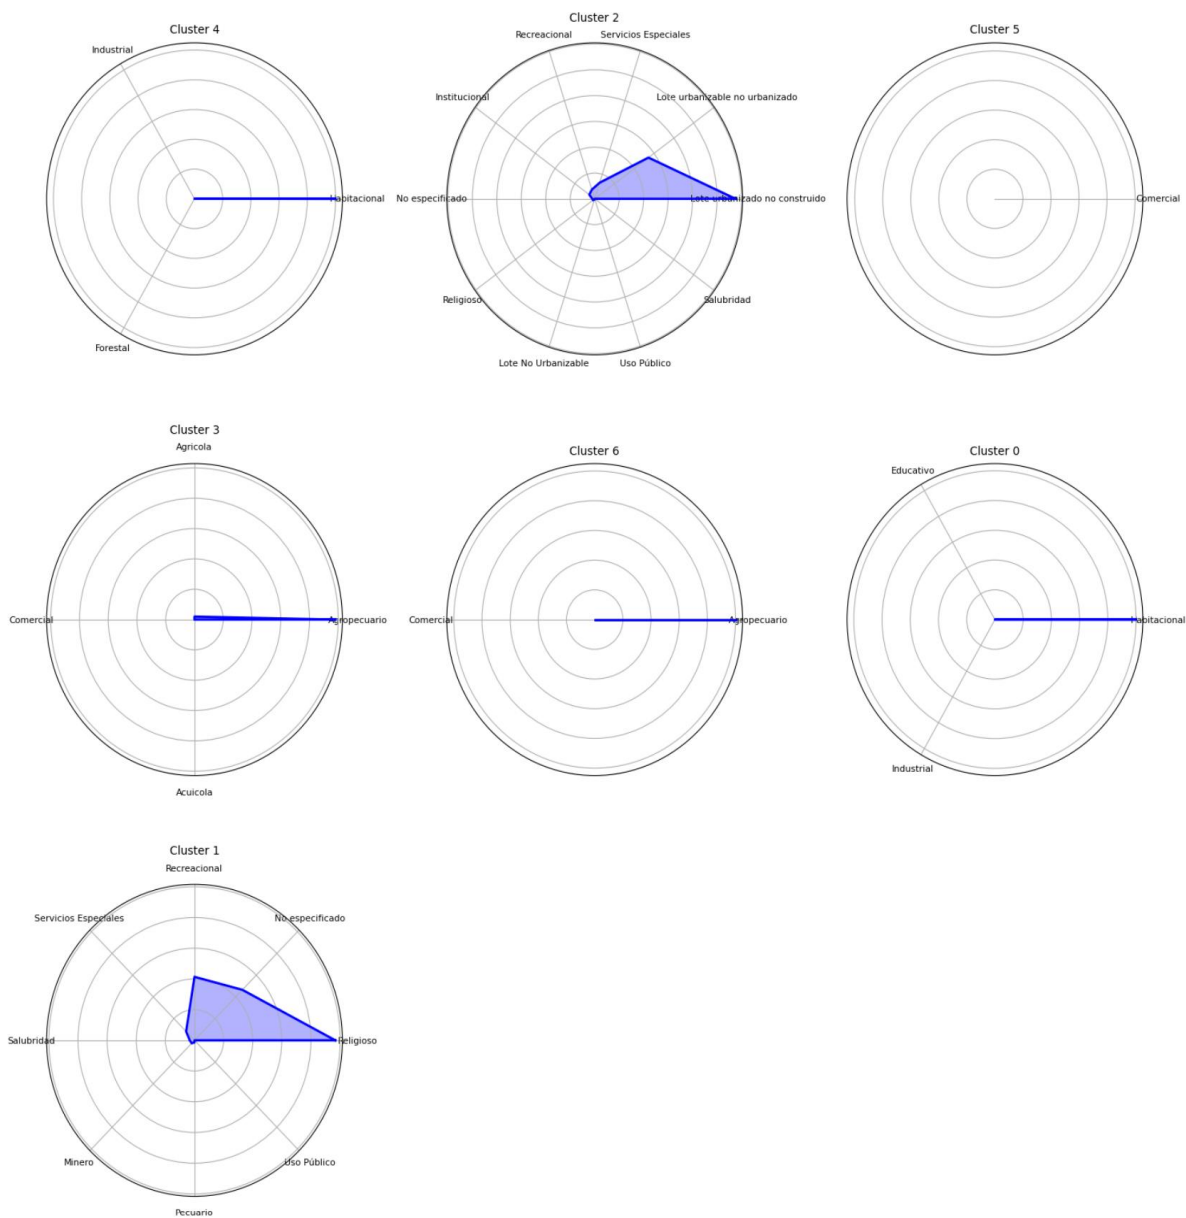 Cluster 4
Industrial
Habitacional
Forestal
Cluster 2
Recreacional
Servicios Especiales
Institucional
Lote urbanizable no urbanizado
No especificado
Lote urbanizado no construido
Religioso
Salubridad
Lote No Urbanizable
Uso Público
Cluster 5
Comercial
Cluster 3
Agricola
Comercial
Agropecuario
Acuicola
Cluster 6
Comercial
Agropecuario
Cluster 0
Educativo
Habitacional
Industrial
Cluster 1
Recreacional
Servicios Especiales
No especificado
Salubridad
Religioso
Minero
Uso Público
Pecuario